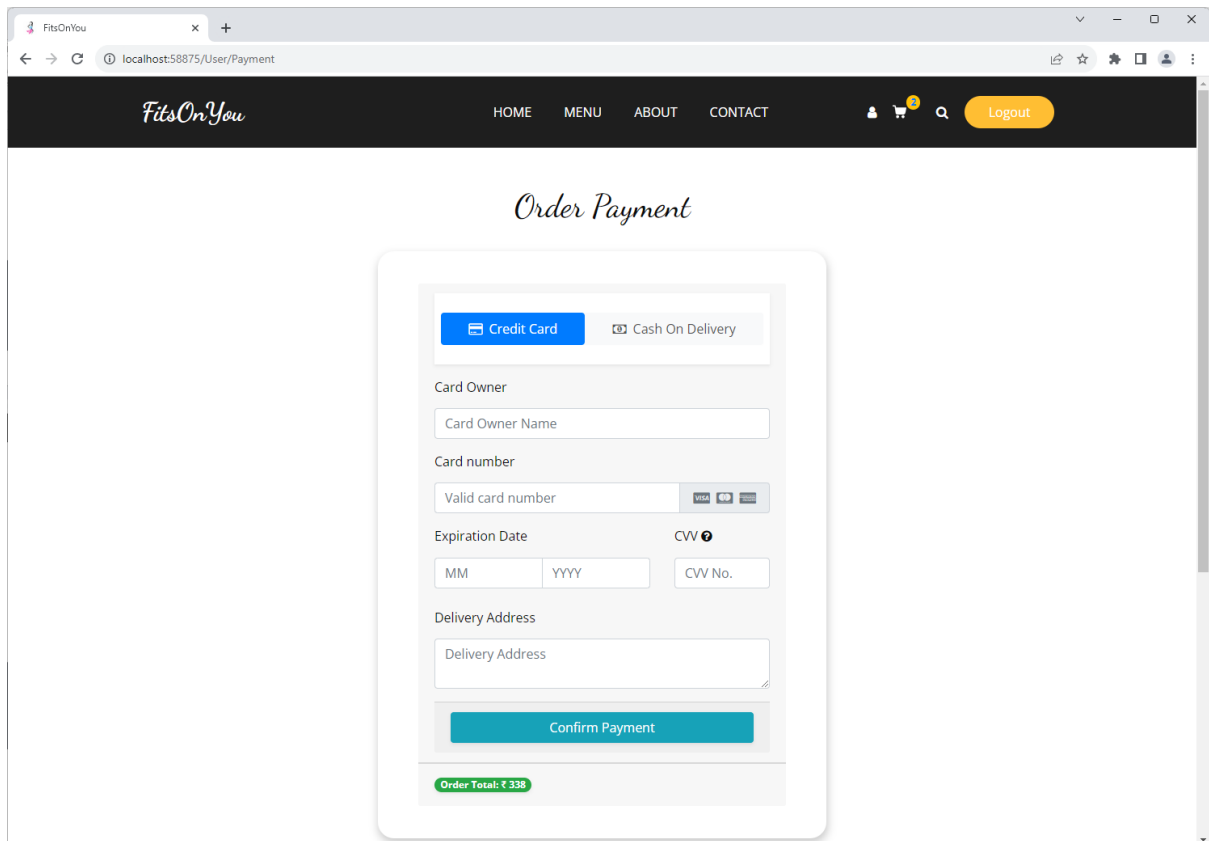 FitsOnYou
localhost:58875/User/Payment
FitsOnYou HOME MENU ABOUT CONTACT 2 Logout
Order Payment
Credit Card Cash On Delivery
Card Owner
Card Owner Name
Card number
Valid card number VISA
Expiration Date CVV
MM YYYY CVV No.
Delivery Address
Delivery Address
Confirm Payment
Order Total: ₹ 338